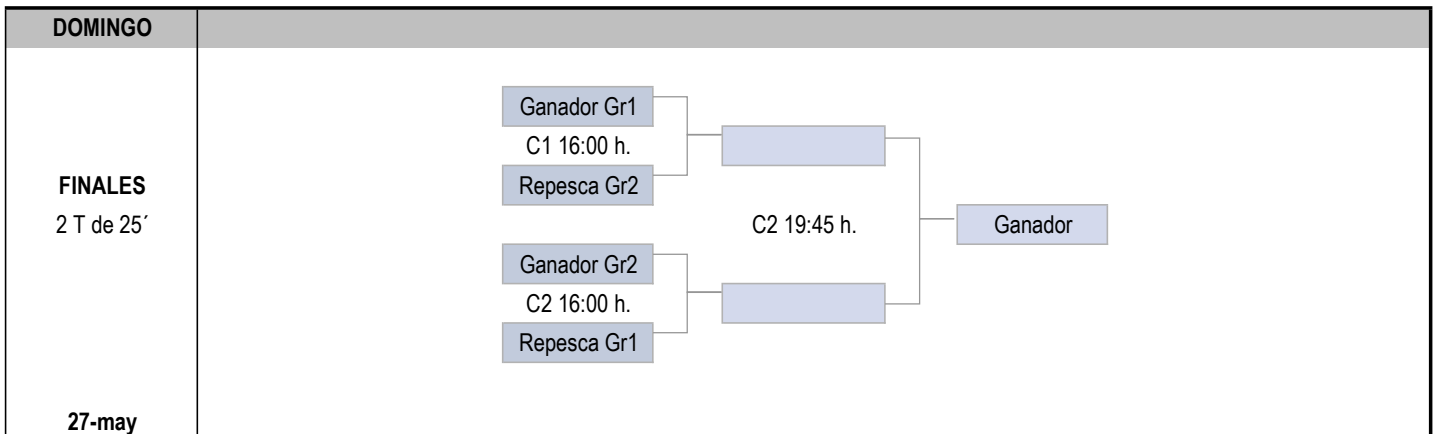 DOMINGO
Ganador Gr1
C1 16:00 h.
FINALES
Repesca Gr2
2 T de 25´
C2 19:45 h.
Ganador
Ganador Gr2
C2 16:00 h.
Repesca Gr1
27-may